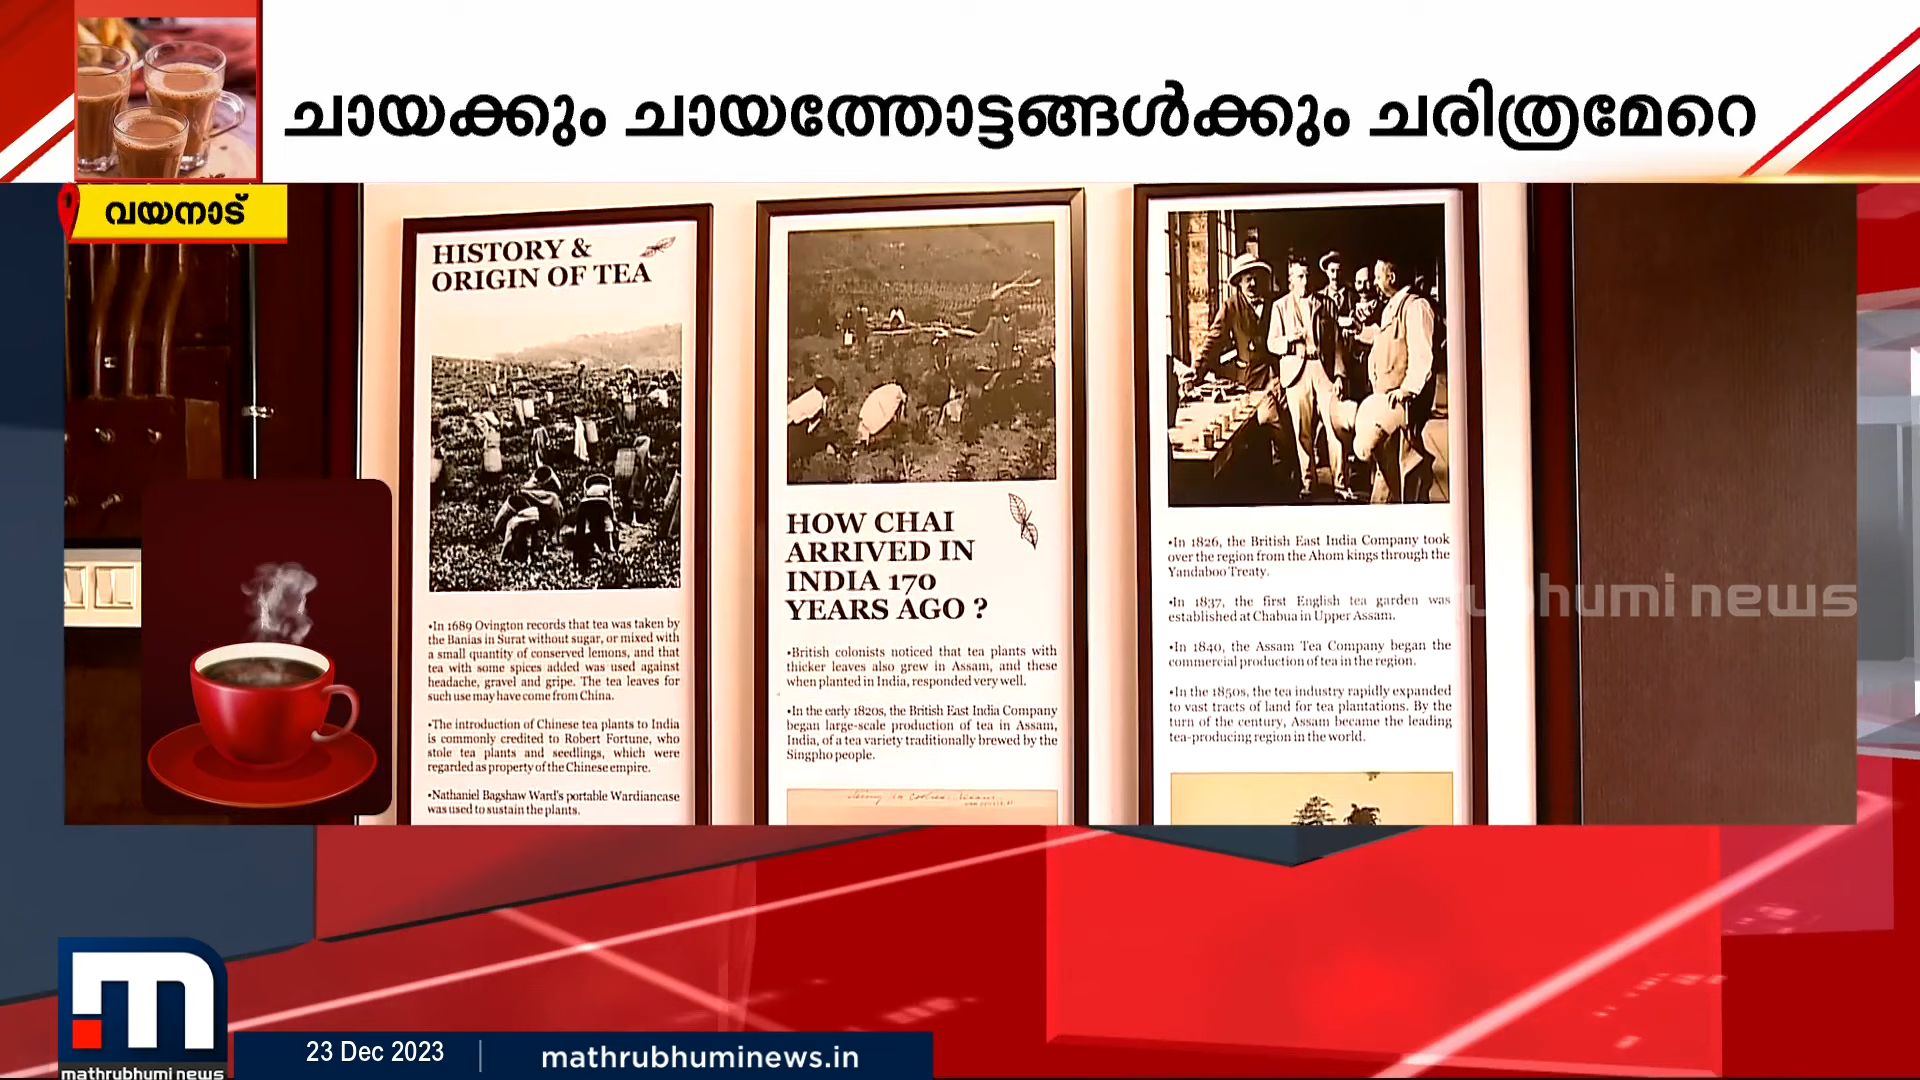 ചായക്കും ചായത്തോട്ടങ്ങൾക്കും ചരിത്രമേറെ
വയനാട്
HISTORY &
ORIGIN OF TEA
•In 1689 Ovington records that tea was taken by
the Banias in Surat without sugar, or mixed with
a small quantity of conserved lemons, and that
tea with some spices added was used against
headache, gravel and gripe. The tea leaves for
such use may have come from China.
•The introduction of Chinese tea plants to India
is commonly credited to Robert Fortune, who
stole tea plants and seedlings, which were
regarded as property of the Chinese empire.
•Nathaniel Bagshaw Ward's portable Wardiancase
was used to sustain the plants.
HOW CHAI
ARRIVED IN
INDIA 170
YEARS AGO ?
•British colonists noticed that tea plants with
thicker leaves also grew in Assam, and these
when planted in India, responded very well.
•In the early 1820s, the British East India Company
began large-scale production of tea in Assam,
India, of a tea variety traditionally brewed by the
Singpho people.
•In 1826, the British East India Company took
over the region from the Ahom kings through the
Yandaboo Treaty.
•In 1837, the first English tea garden was
established at Chabua in Upper Assam.
•In 1840, the Assam Tea Company began the
commercial production of tea in the region.
•In the 1850s, the tea industry rapidly expanded
to vast tracts of land for tea plantations. By the
turn of the century, Assam became the leading
tea-producing region in the world.
rubhumi news
23 Dec 2023
mathrubhuminews.in
mathrubhumi news